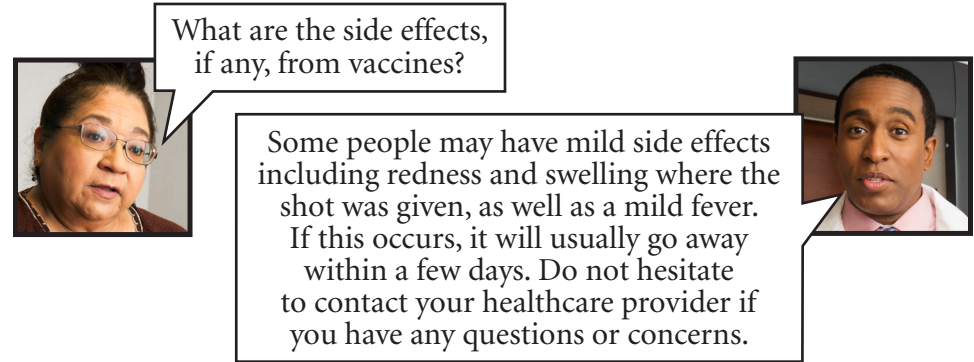 What are the side effects,
if any, from vaccines?
Some people may have mild side effects
including redness and swelling where the
shot was given, as well as a mild fever.
If this occurs, it will usually go away
within a few days. Do not hesitate
to contact your healthcare provider if
you have any questions or concerns.